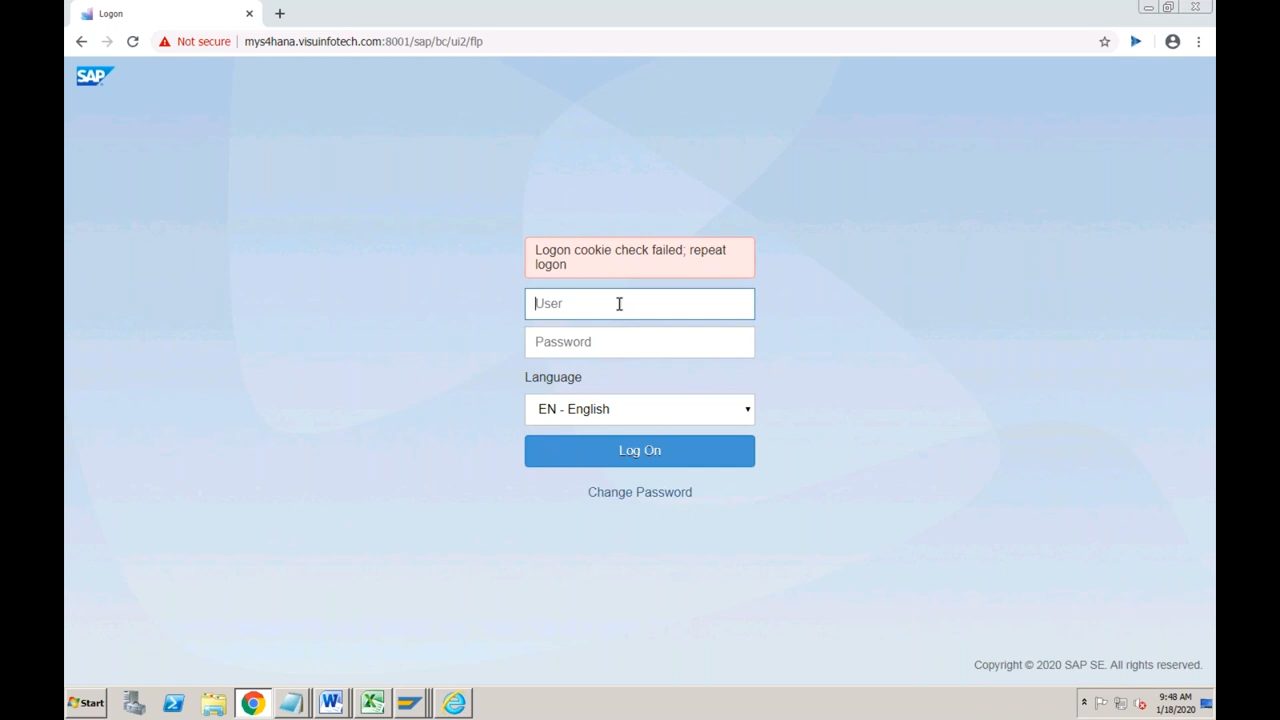 Logon
Not secure
mys4hana.visuinfotech.com:8001/sap/bc/ui2/flp
SAP
Logon cookie check failed; repeat
logon
User
Password
Language
EN - English
Log On
Change Password
Copyright © 2020 SAP SE. All rights reserved.
Start
9:48 AM
1/18/2020